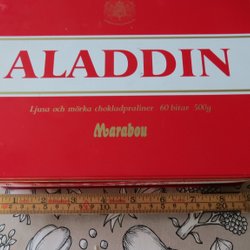 ALADDIN
Ljusa och mörka chokladpraliner 60 bitar 500g
Marabou